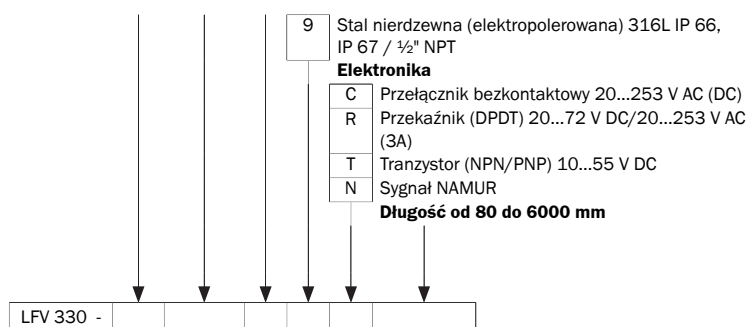 9 Stal nierdzewna (elektropolerowana) 316L IP 66,
IP 67 / ½" NPT
Elektronika
C Przełącznik bezkontaktowy 20...253 V AC (DC)
R Przekaźnik (DPDT) 20...72 V DC/20...253 V AC
(3A)
T Tranzystor (NPN/PNP) 10...55 V DC
N Sygnał NAMUR
Długość od 80 do 6000 mm
LFV 330 -